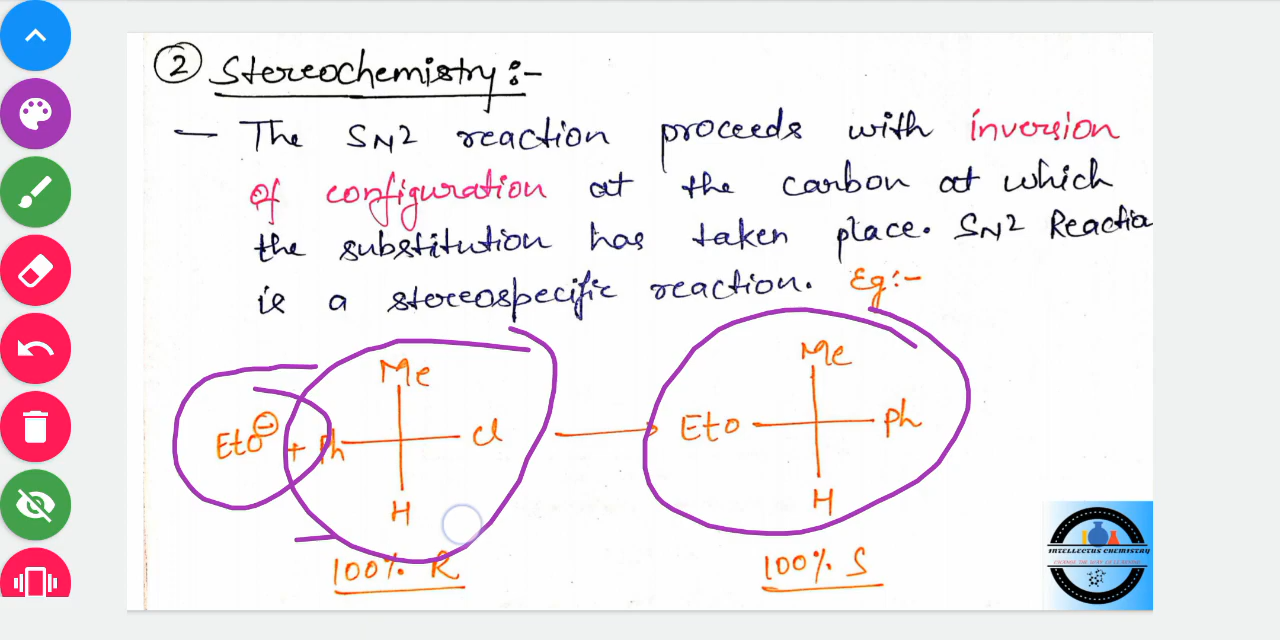 ② Stereochemistry :-
— The SN2 reaction proceeds with inversion
of configuration at the carbon at which
the substitution has taken place. SN2 Reactio
is a stereospecific reaction. Eg:-
Me Me
EtO⊖ + Ph Cl EtO Ph
H H
100% R 100% S
INTELLECTUS CHEMISTRY